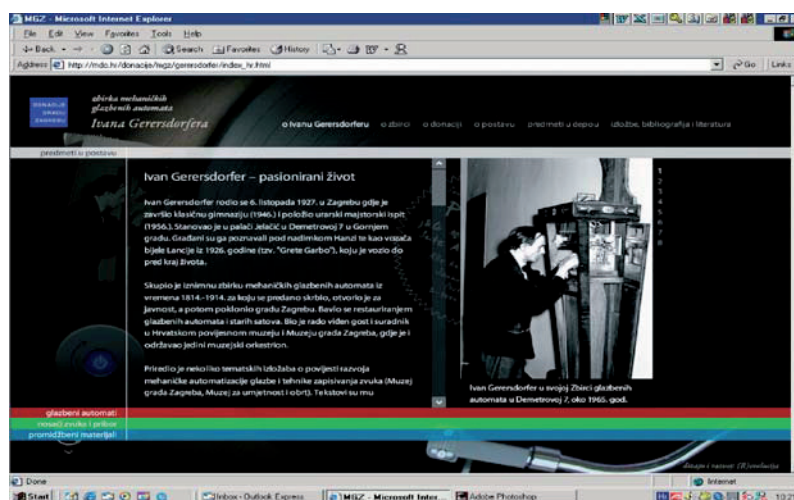 MGZ - Microsoft Internet Explorer
File Edit View Favorites Tools Help
Back Search Favorites History
Address http://mdc.hr/donacije/mgz/gerersdorfer/index_hr.html Go Links
DONACIJE
GRADU
ZAGREBU
zbirka mehaničkih
glazbenih automata
Ivana Gerersdorfera
o Ivanu Gerersdorferu o zbirci o donaciji o postavu predmeti u depou izložbe, bibliografija i literatura
predmeti u postavu
Ivan Gerersdorfer – pasionirani život
Ivan Gerersdorfer rodio se 6. listopada 1927. u Zagrebu gdje je
završio klasičnu gimnaziju (1946.) i položio urarski majstorski ispit
(1956.). Stanovao je u palači Jelačić u Demetrovoj 7 u Gornjem
gradu. Građani su ga poznavali pod nadimkom Hanzi te kao vozača
bijele Lancije iz 1926. godine (tzv. "Grete Garbo"), koju je vozio do
pred kraj života.
Skupio je iznimnu zbirku mehaničkih glazbenih automata iz
vremena 1814.-1914. za koju se predano skrbio, otvorio je za
javnost, a potom poklonio gradu Zagrebu. Bavio se restauriranjem
glazbenih automata i starih satova. Bio je rado viđen gost i suradnik
u Hrvatskom povijesnom muzeju i Muzeju grada Zagreba, gdje je i
održavao jedini muzejski orkestrion.
Priredio je nekoliko tematskih izložaba o povijesti razvoja
mehaničke automatizacije glazbe i tehnike zapisivanja zvuka (Muzej
grada Zagreba, Muzej za umjetnost i obrt). Tekstovi su mu
1
2
3
4
5
6
7
8
Ivan Gerersdorfer u svojoj Zbirci glazbenih
automata u Demetrovoj 7, oko 1965. god.
glazbeni automati
nosači zvuka i pribor
promidžbeni materijali
dizajn i razvoj: (R)evolucija
Done Internet
Start Inbox - Outlook Express MGZ - Microsoft Inter... Adobe Photoshop